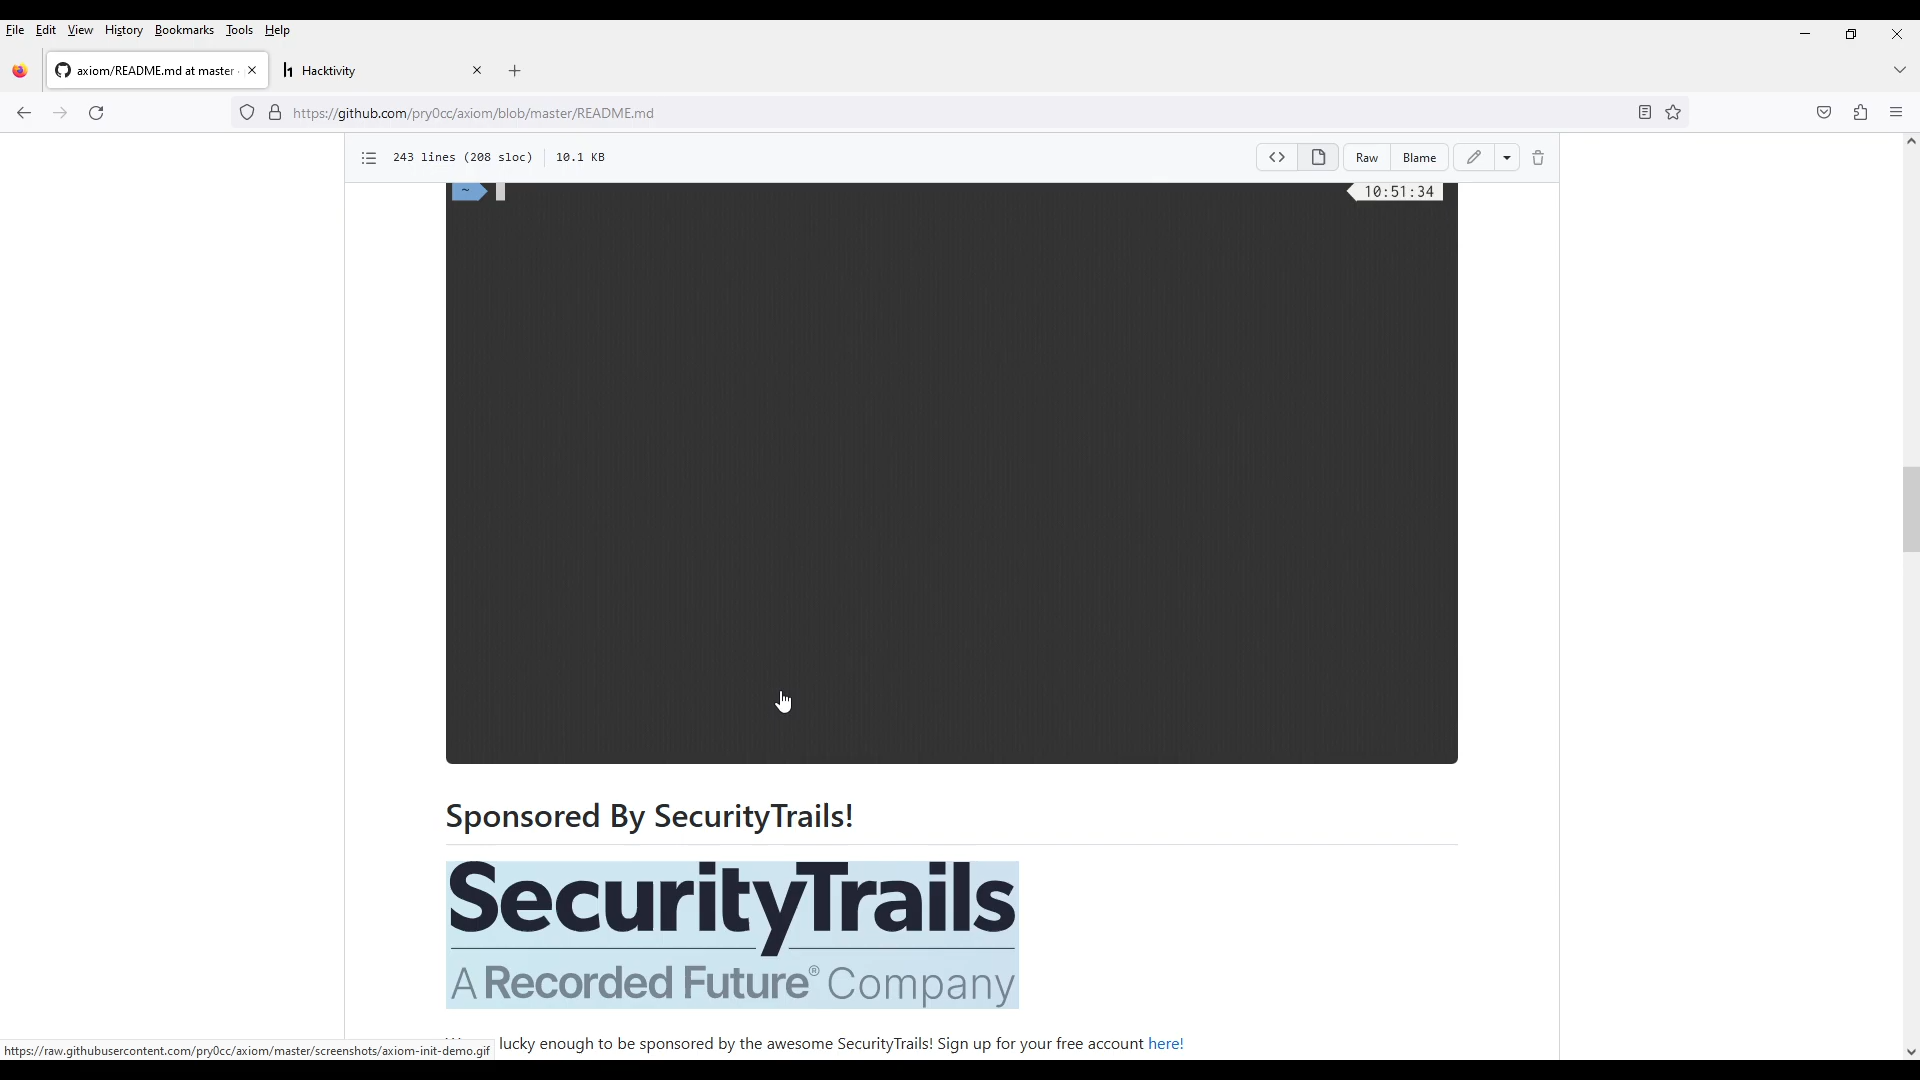 File Edit View History Bookmarks Tools Help
axiom/README.md at master
Hacktivity
https://github.com/pry0cc/axiom/blob/master/README.md
243 lines (208 sloc) 10.1 KB
Raw Blame
~
10:51:34
Sponsored By SecurityTrails!
SecurityTrails
A Recorded Future® Company
lucky enough to be sponsored by the awesome SecurityTrails! Sign up for your free account here!
https://raw.githubusercontent.com/pry0cc/axiom/master/screenshots/axiom-init-demo.gif